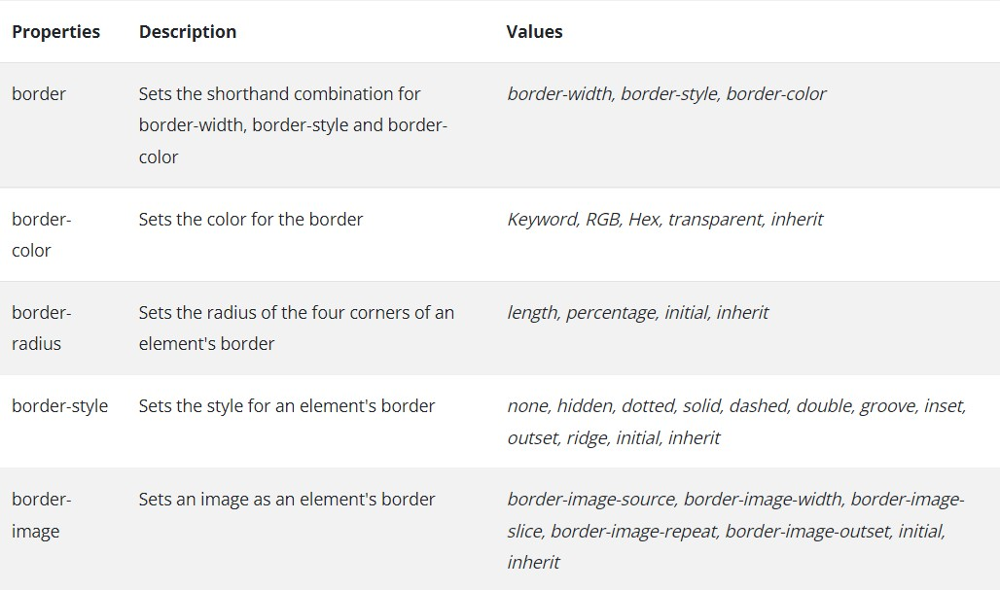 Properties Description Values
border Sets the shorthand combination for border-width, border-style, border-color
border-width, border-style and border-
color
border- Sets the color for the border Keyword, RGB, Hex, transparent, inherit
color
border- Sets the radius of the four corners of an length, percentage, initial, inherit
radius element's border
border-style Sets the style for an element's border none, hidden, dotted, solid, dashed, double, groove, inset,
outset, ridge, initial, inherit
border- Sets an image as an element's border border-image-source, border-image-width, border-image-
image slice, border-image-repeat, border-image-outset, initial,
inherit